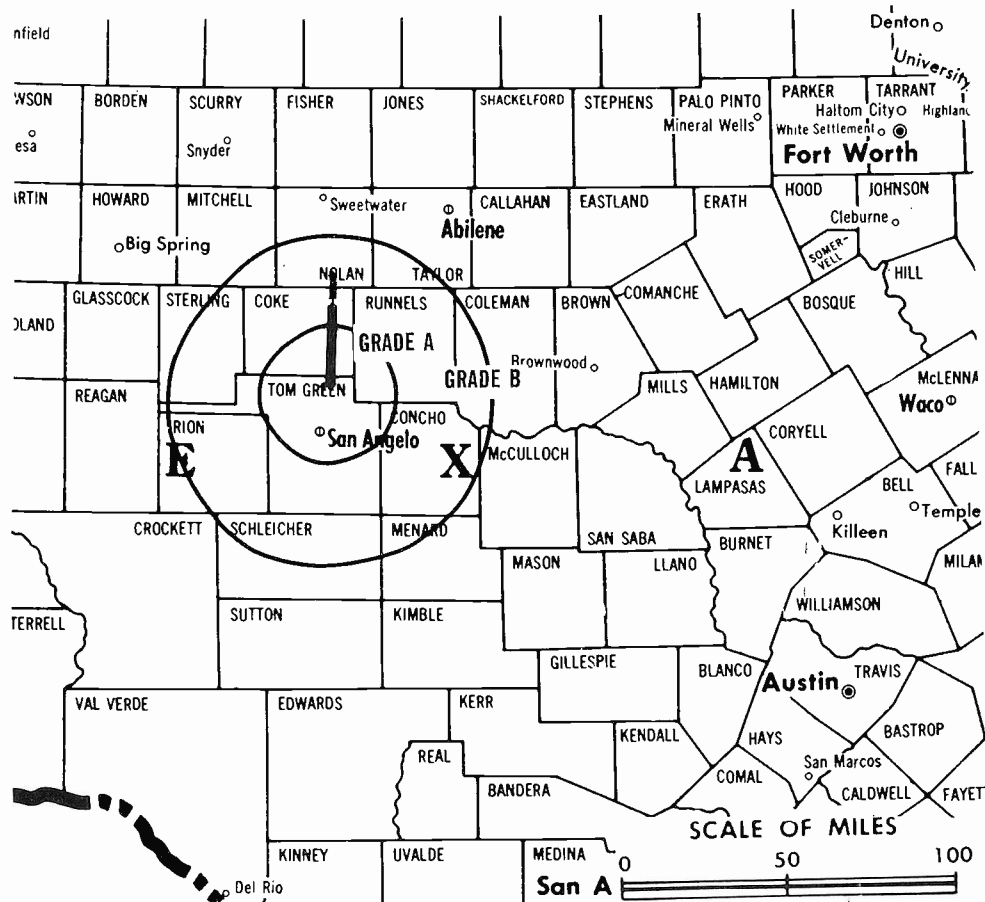 Denton
nfield
University
WSON BORDEN SCURRY FISHER JONES SHACKELFORD STEPHENS PALO PINTO PARKER TARRANT
Haltom City Highland
Mineral Wells White Settlement
esa Snyder Fort Worth
ARTIN HOWARD MITCHELL Sweetwater CALLAHAN EASTLAND ERATH HOOD JOHNSON
Abilene Cleburne
Big Spring SOMER-
VELL
NOLAN TAYLOR HILL
GLASSCOCK STERLING COKE RUNNELS COLEMAN BROWN COMANCHE BOSQUE
DLAND
GRADE A
Brownwood
GRADE B McLENNA
REAGAN TOM GREEN MILLS HAMILTON
Waco
CONCHO
RION San Angelo CORYELL
E X McCULLOCH A
LAMPASAS BELL FALL
Temple
CROCKETT SCHLEICHER MENARD SAN SABA BURNET Killeen
MASON LLANO MILAM
WILLIAMSON
TERRELL SUTTON KIMBLE
GILLESPIE BLANCO TRAVIS
Austin
VAL VERDE EDWARDS KERR
KENDALL HAYS BASTROP
REAL San Marcos
COMAL
BANDERA CALDWELL FAYET
SCALE OF MILES
KINNEY UVALDE MEDINA 0 50 100
Del Rio San A